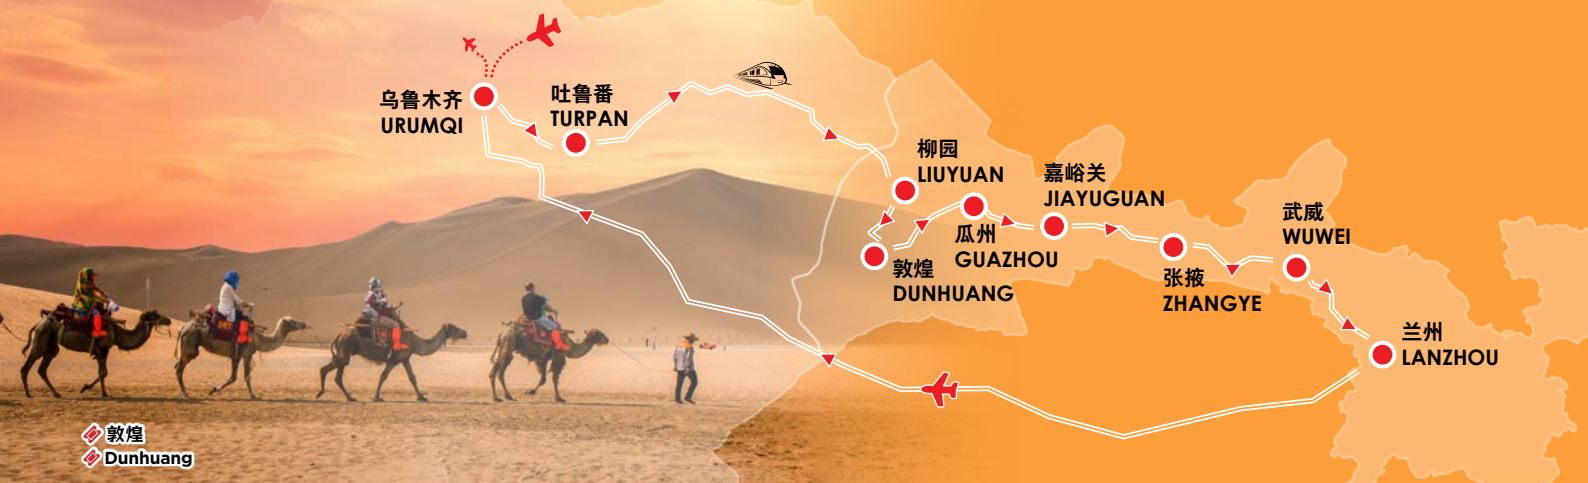 乌鲁木齐
URUMQI
吐鲁番
TURPAN
柳园
LIUYUAN
嘉峪关
JIAYUGUAN
瓜州
GUAZHOU
敦煌
DUNHUANG
张掖
ZHANGYE
武威
WUWEI
兰州
LANZHOU
敦煌
Dunhuang